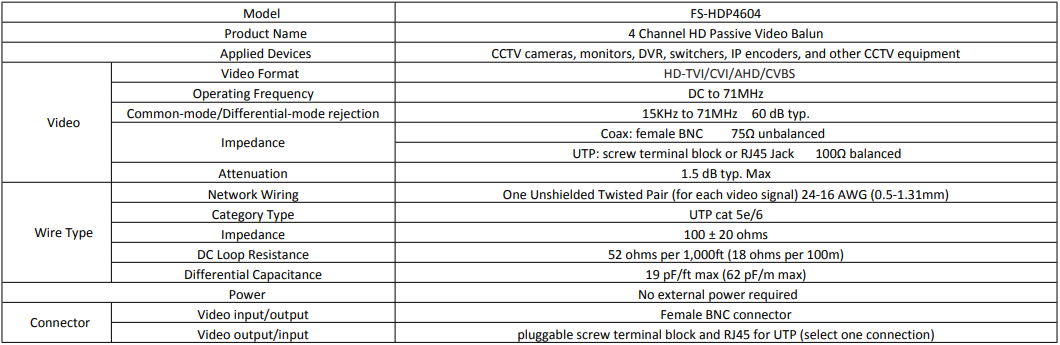 Model FS-HDP4604
Product Name 4 Channel HD Passive Video Balun
Applied Devices CCTV cameras, monitors, DVR, switchers, IP encoders, and other CCTV equipment
Video
Video Format HD-TVI/CVI/AHD/CVBS
Operating Frequency DC to 71MHz
Common-mode/Differential-mode rejection 15KHz to 71MHz 60 dB typ.
Impedance
Coax: female BNC 75Ω unbalanced
UTP: screw terminal block or RJ45 Jack 100Ω balanced
Attenuation 1.5 dB typ. Max
Wire Type
Network Wiring One Unshielded Twisted Pair (for each video signal) 24-16 AWG (0.5-1.31mm)
Category Type UTP cat 5e/6
Impedance 100 ± 20 ohms
DC Loop Resistance 52 ohms per 1,000ft (18 ohms per 100m)
Differential Capacitance 19 pF/ft max (62 pF/m max)
Power No external power required
Connector
Video input/output Female BNC connector
Video output/input pluggable screw terminal block and RJ45 for UTP (select one connection)